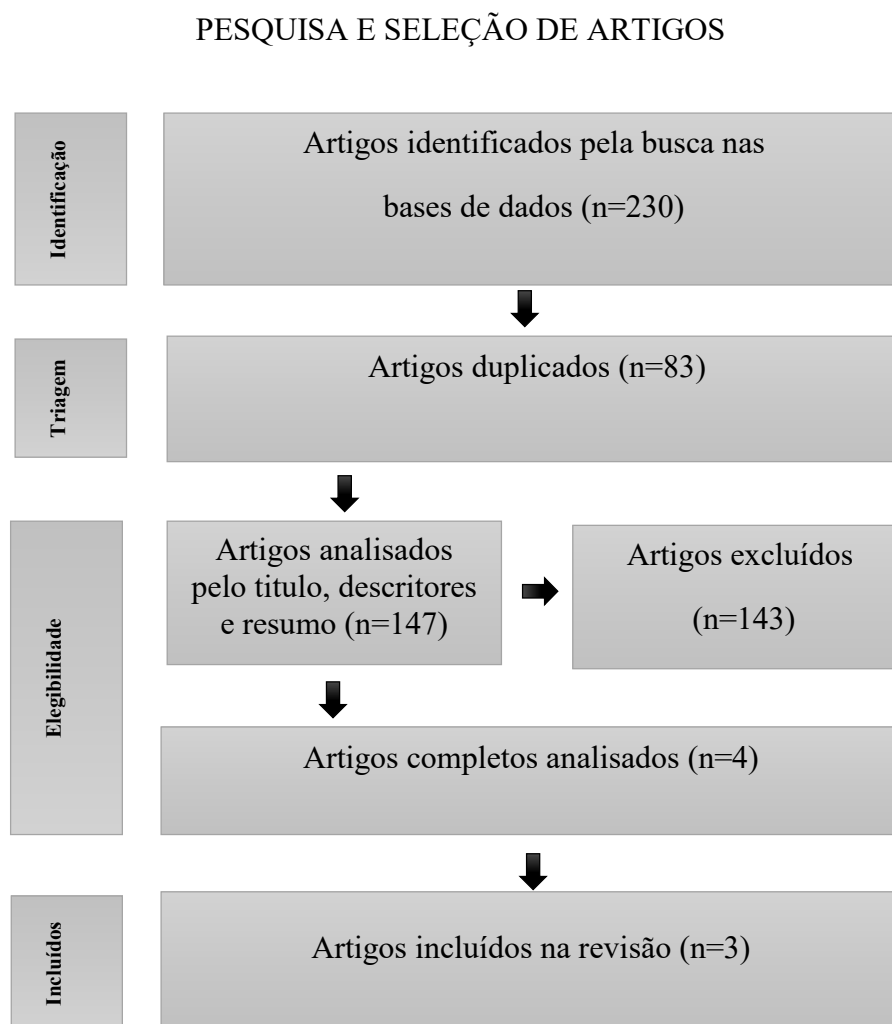 PESQUISA E SELEÇÃO DE ARTIGOS
Identificação
Artigos identificados pela busca nas
bases de dados (n=230)
Triagem
Artigos duplicados (n=83)
Elegibilidade
Artigos analisados
pelo titulo, descritores
e resumo (n=147)
Artigos excluídos
(n=143)
Artigos completos analisados (n=4)
Incluídos
Artigos incluídos na revisão (n=3)